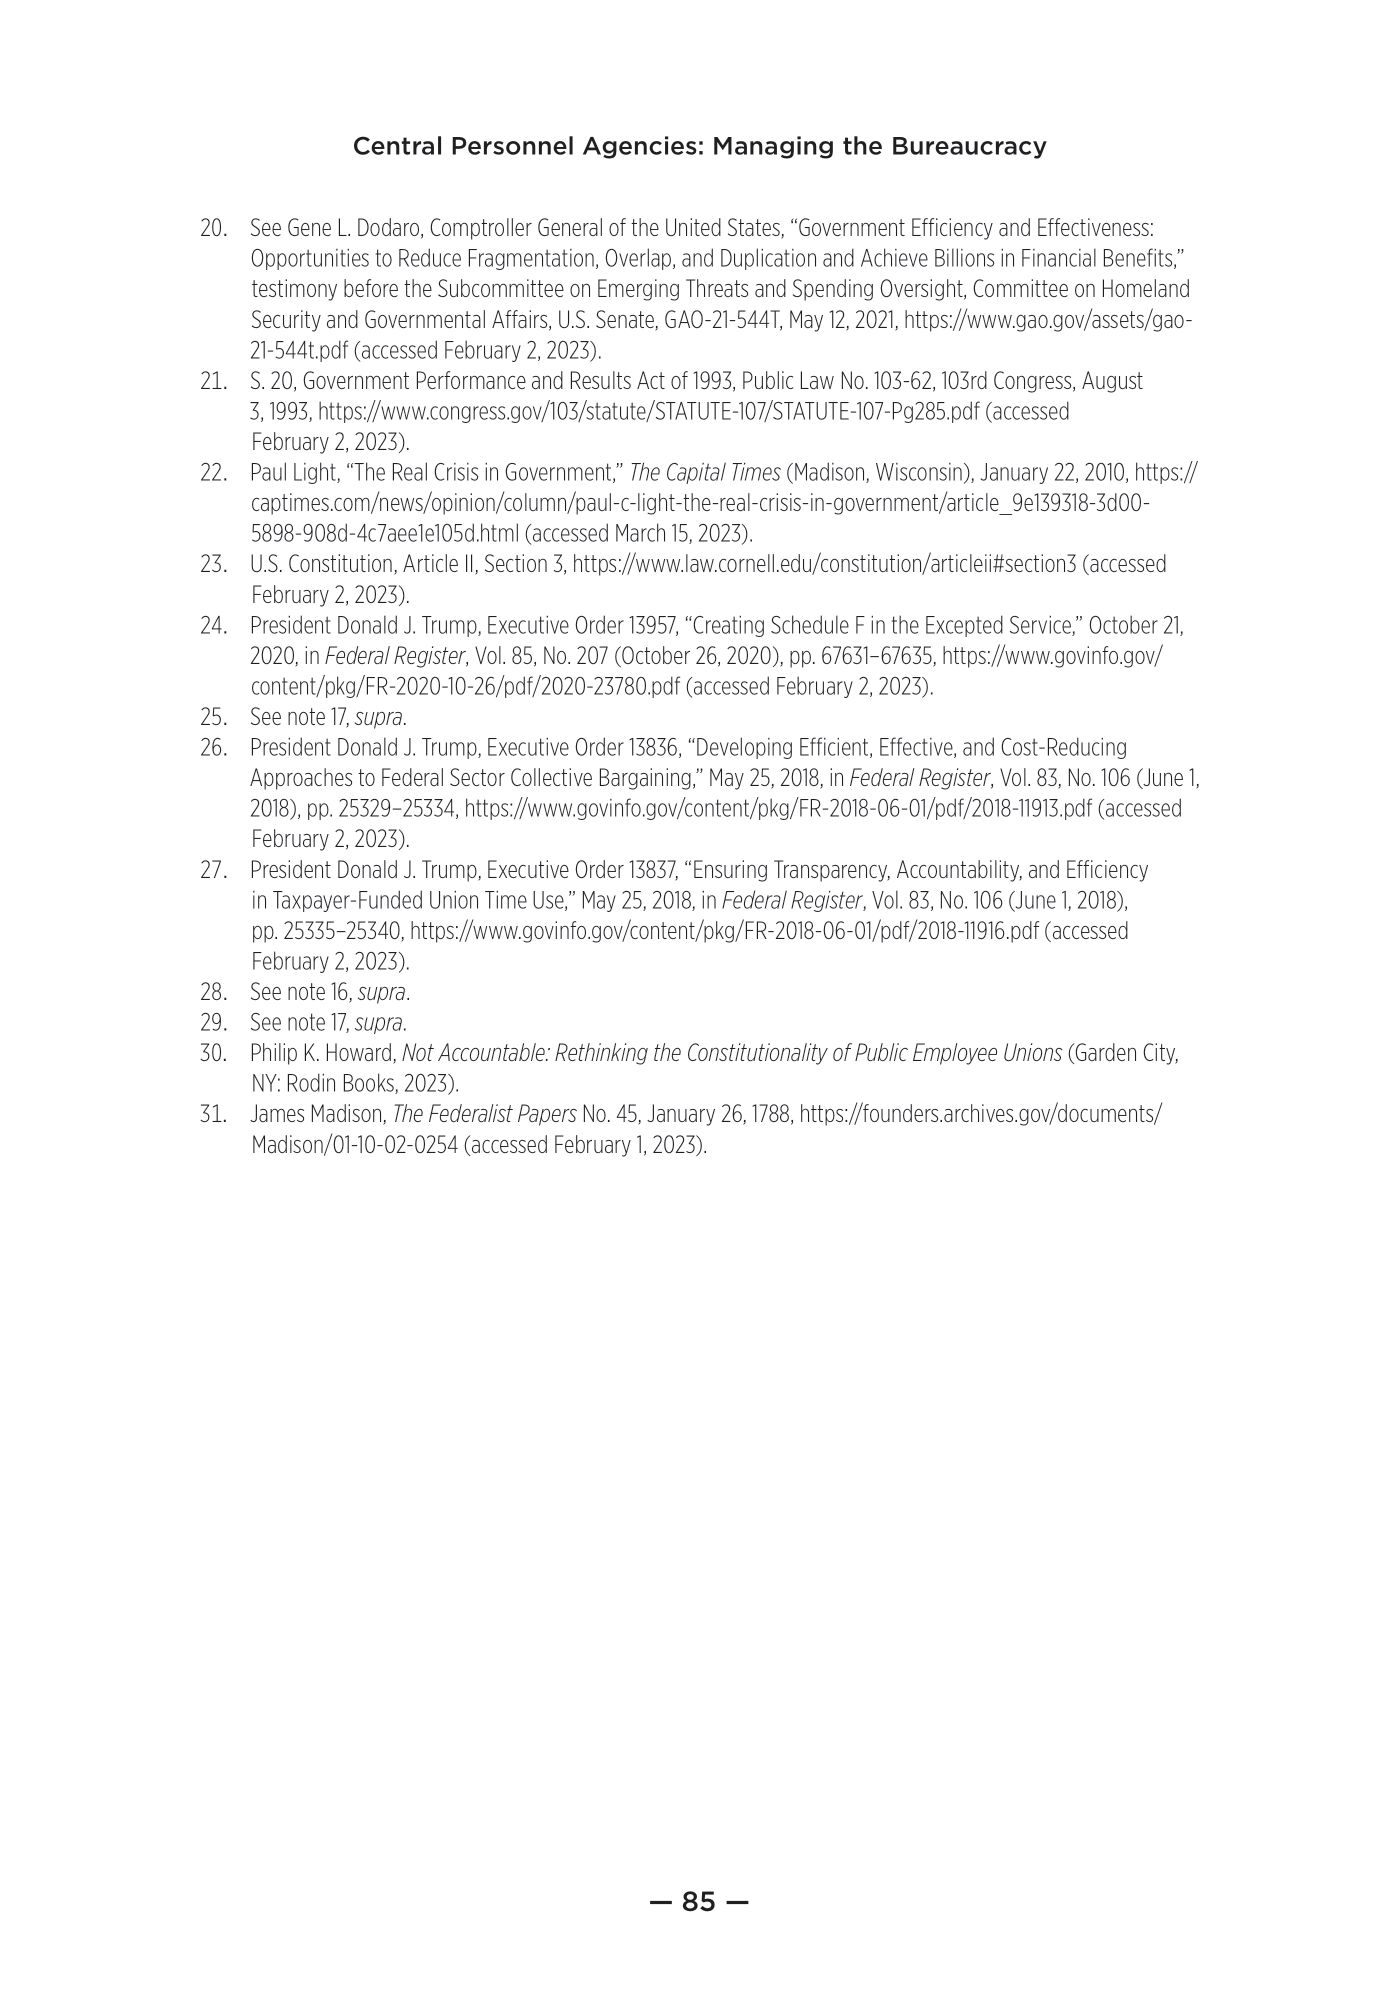 Central Personnel Agencies: Managing the Bureaucracy
20. See Gene L. Dodaro, Comptroller General of the United States, “Government Efficiency and Effectiveness:
Opportunities to Reduce Fragmentation, Overlap, and Duplication and Achieve Billions in Financial Benefits,”
testimony before the Subcommittee on Emerging Threats and Spending Oversight, Committee on Homeland
Security and Governmental Affairs, U.S. Senate, GAO-21-544T, May 12, 2021, https://www.gao.gov/assets/gao-
21-544t.pdf (accessed February 2, 2023).
21. S. 20, Government Performance and Results Act of 1993, Public Law No. 103-62, 103rd Congress, August
3, 1993, https://www.congress.gov/103/statute/STATUTE-107/STATUTE-107-Pg285.pdf (accessed
February 2, 2023).
22. Paul Light, “The Real Crisis in Government,” The Capital Times (Madison, Wisconsin), January 22, 2010, https://
captimes.com/news/opinion/column/paul-c-light-the-real-crisis-in-government/article_9e139318-3d00-
5898-908d-4c7aee1e105d.html (accessed March 15, 2023).
23. U.S. Constitution, Article II, Section 3, https://www.law.cornell.edu/constitution/articleii#section3 (accessed
February 2, 2023).
24. President Donald J. Trump, Executive Order 13957, “Creating Schedule F in the Excepted Service,” October 21,
2020, in Federal Register, Vol. 85, No. 207 (October 26, 2020), pp. 67631–67635, https://www.govinfo.gov/
content/pkg/FR-2020-10-26/pdf/2020-23780.pdf (accessed February 2, 2023).
25. See note 17, supra.
26. President Donald J. Trump, Executive Order 13836, “Developing Efficient, Effective, and Cost-Reducing
Approaches to Federal Sector Collective Bargaining,” May 25, 2018, in Federal Register, Vol. 83, No. 106 (June 1,
2018), pp. 25329–25334, https://www.govinfo.gov/content/pkg/FR-2018-06-01/pdf/2018-11913.pdf (accessed
February 2, 2023).
27. President Donald J. Trump, Executive Order 13837, “Ensuring Transparency, Accountability, and Efficiency
in Taxpayer-Funded Union Time Use,” May 25, 2018, in Federal Register, Vol. 83, No. 106 (June 1, 2018),
pp. 25335–25340, https://www.govinfo.gov/content/pkg/FR-2018-06-01/pdf/2018-11916.pdf (accessed
February 2, 2023).
28. See note 16, supra.
29. See note 17, supra.
30. Philip K. Howard, Not Accountable: Rethinking the Constitutionality of Public Employee Unions (Garden City,
NY: Rodin Books, 2023).
31. James Madison, The Federalist Papers No. 45, January 26, 1788, https://founders.archives.gov/documents/
Madison/01-10-02-0254 (accessed February 1, 2023).
— 85 —